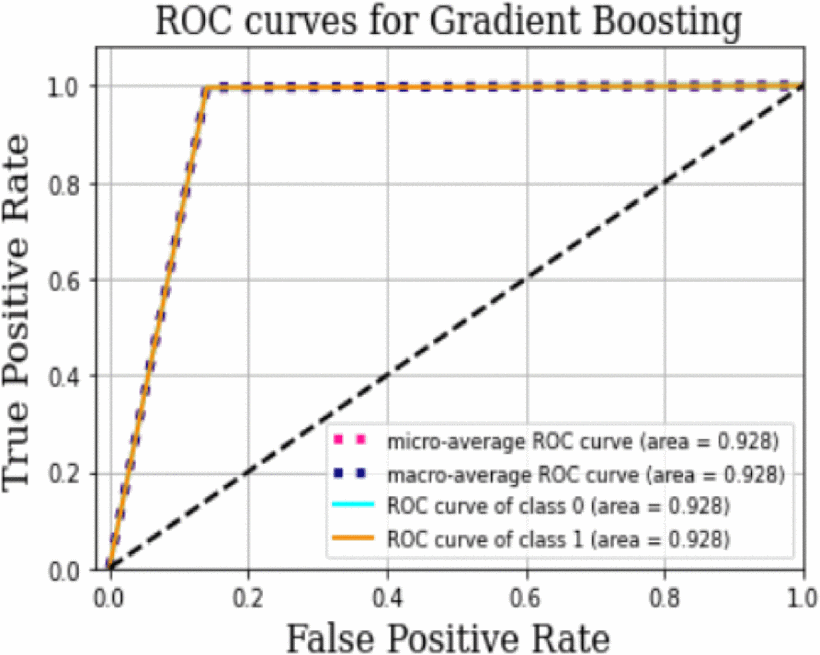 ROC curves for Gradient Boosting
True Positive Rate
1.0
0.8
0.6
0.4
0.2
0.0
micro-average ROC curve (area = 0.928)
macro-average ROC curve (area = 0.928)
ROC curve of class 0 (area = 0.928)
ROC curve of class 1 (area = 0.928)
0.0 0.2 0.4 0.6 0.8 1.0
False Positive Rate